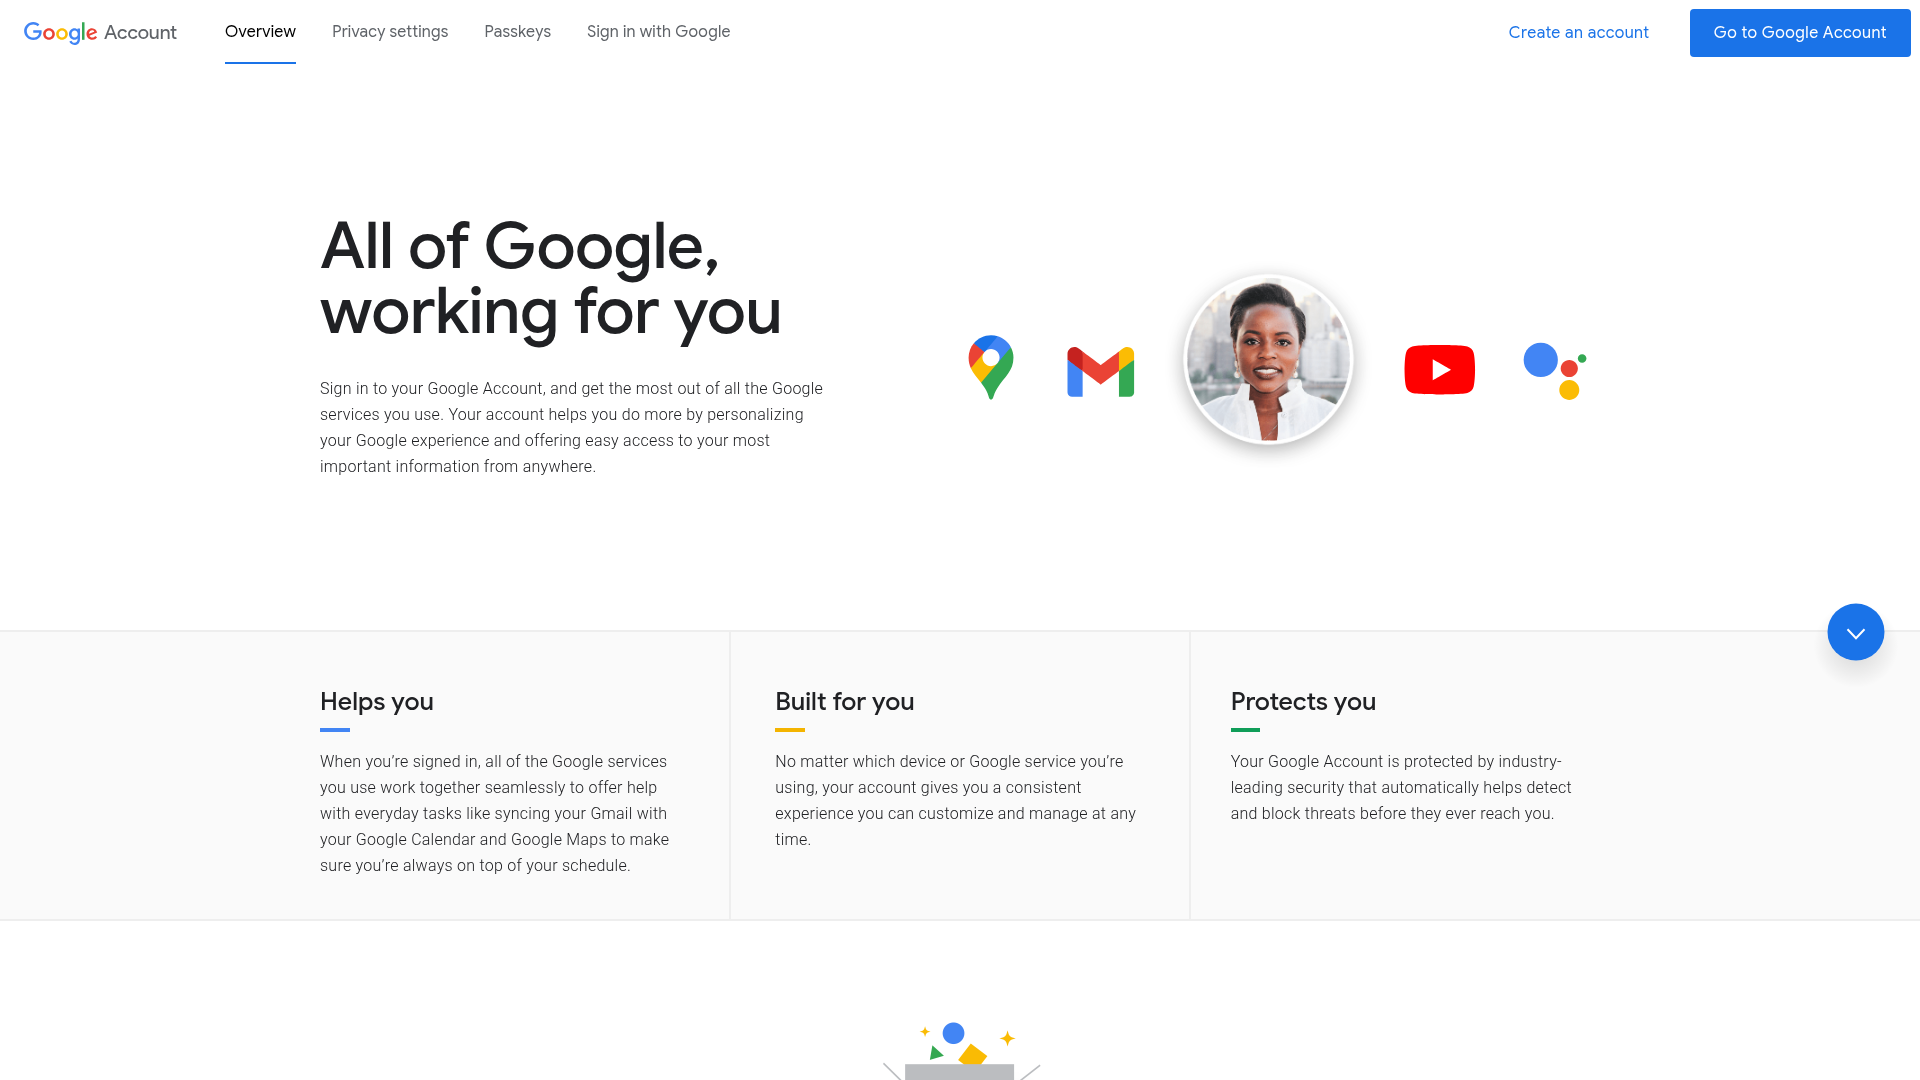 Google Account
Overview
Privacy settings
Passkeys
Sign in with Google
Create an account
Go to Google Account
All of Google,
working for you
Sign in to your Google Account, and get the most out of all the Google
services you use. Your account helps you do more by personalizing
your Google experience and offering easy access to your most
important information from anywhere.
Helps you
When you’re signed in, all of the Google services
you use work together seamlessly to offer help
with everyday tasks like syncing your Gmail with
your Google Calendar and Google Maps to make
sure you’re always on top of your schedule.
Built for you
No matter which device or Google service you’re
using, your account gives you a consistent
experience you can customize and manage at any
time.
Protects you
Your Google Account is protected by industry-
leading security that automatically helps detect
and block threats before they ever reach you.